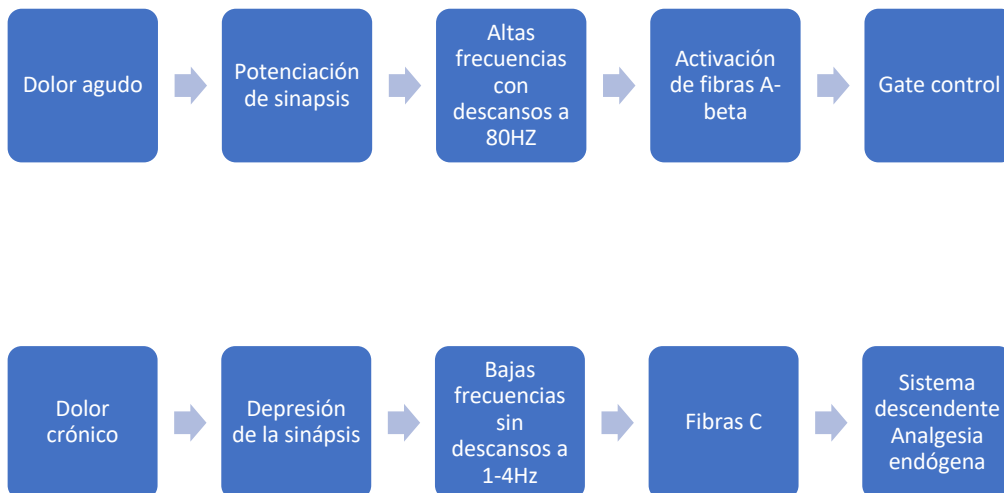 Dolor agudo
Potenciación
de sinapsis
Altas
frecuencias
con
descansos a
80HZ
Activación
de fibras A-
beta
Gate control
Dolor
crónico
Depresión
de la sinápsis
Bajas
frecuencias
sin
descansos a
1-4Hz
Fibras C
Sistema
descendente
Analgesia
endógena